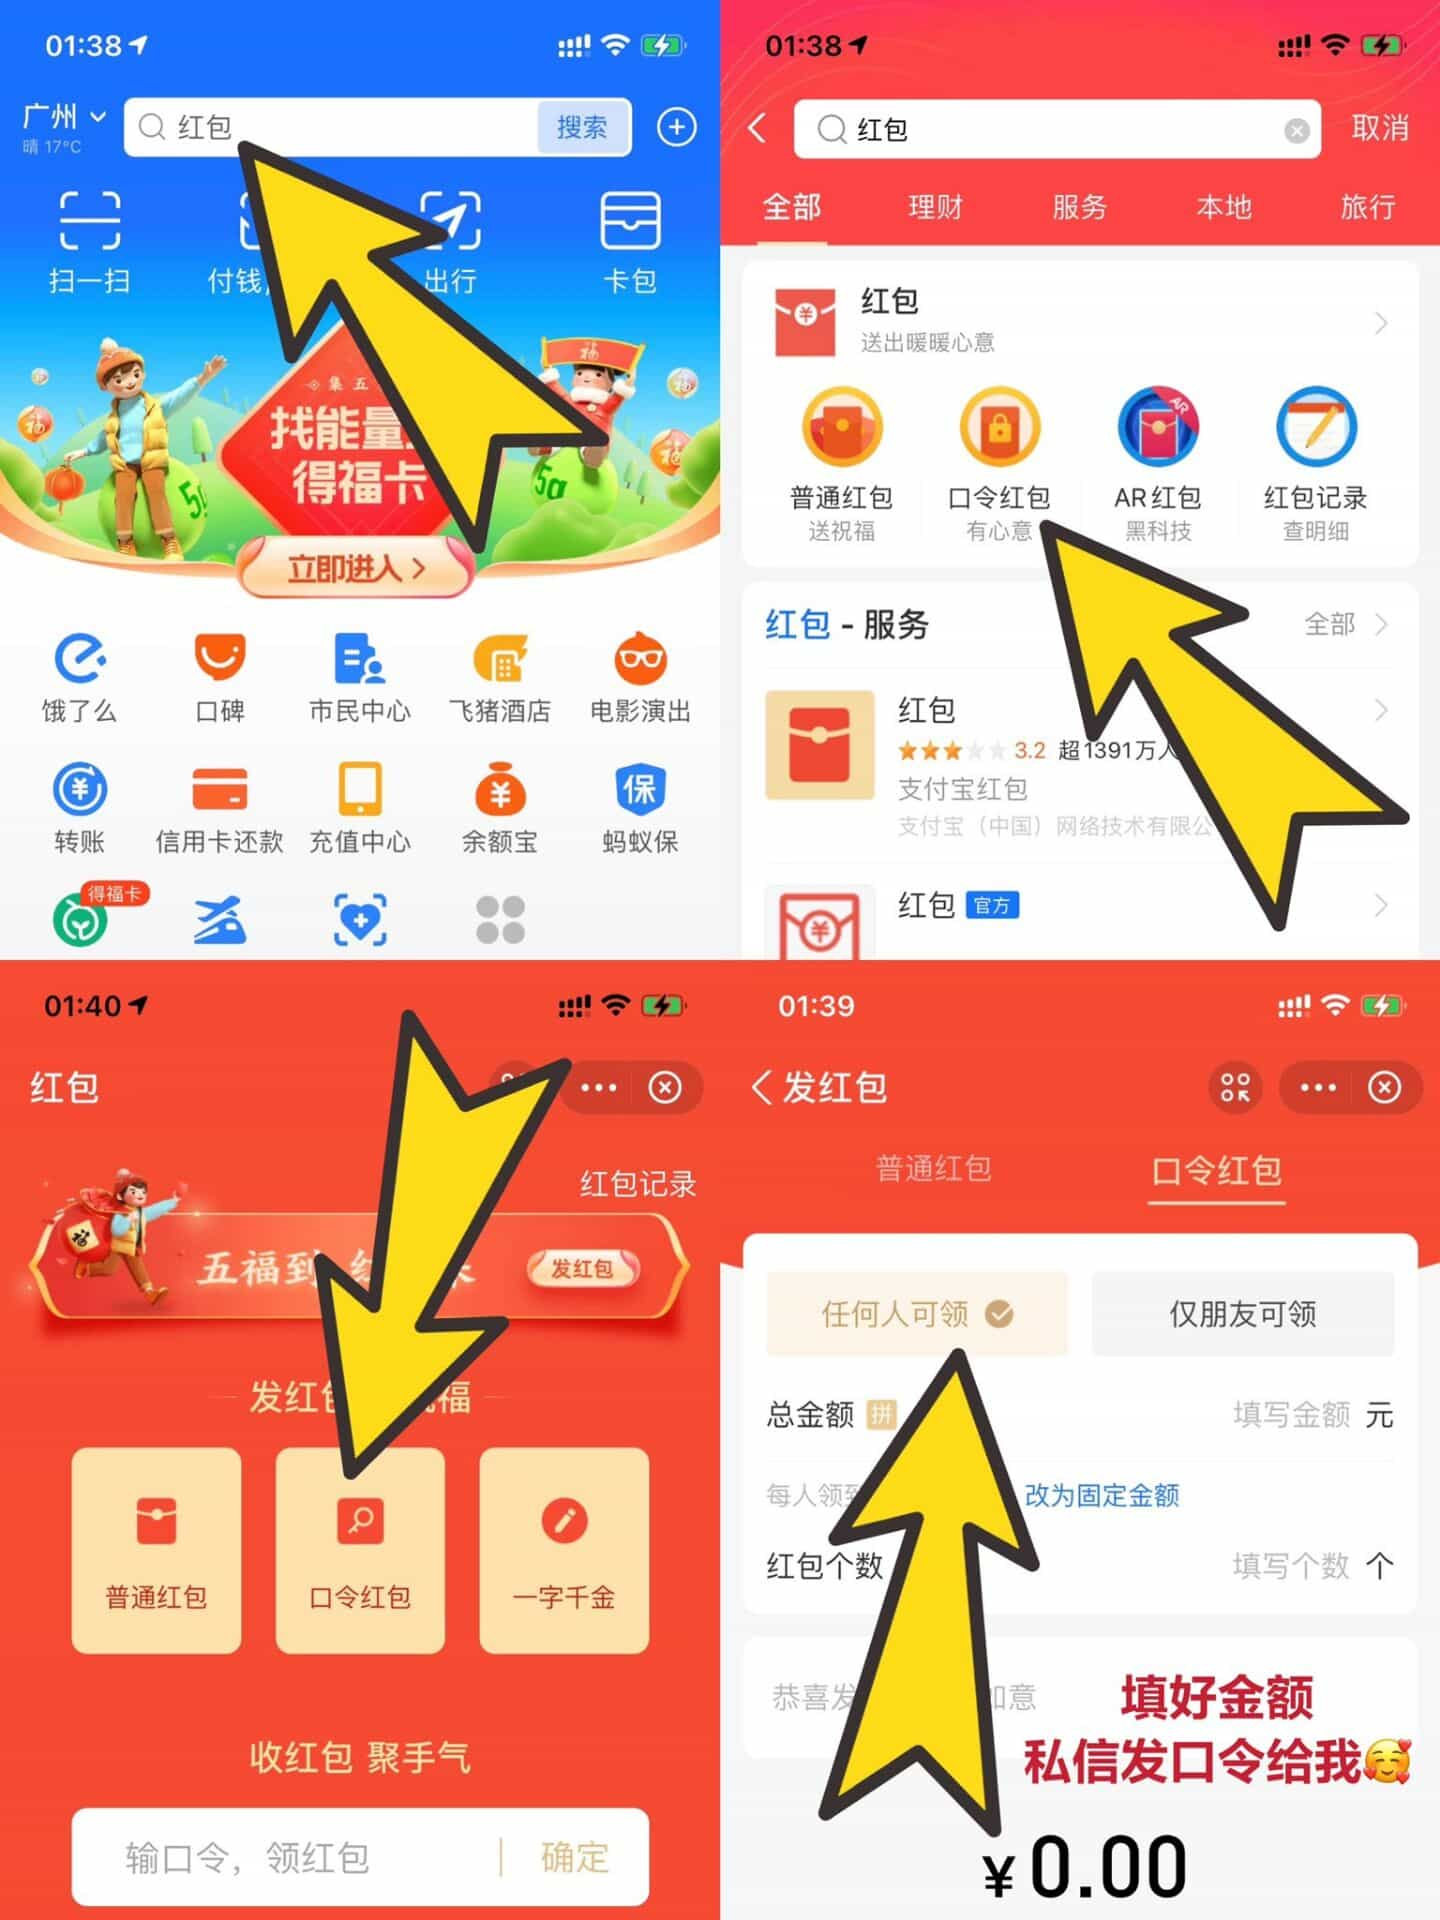 01:38
广州
晴 17°C
红包
搜索
扫一扫
付钱
出行
卡包
集五
找能量
得福卡
福
5g
5g
立即进入 >
饿了么
口碑
市民中心
飞猪酒店
电影演出
转账
信用卡还款
充值中心
余额宝
保
蚂蚁保
得福卡
01:38
红包
取消
全部
理财
服务
本地
旅行
红包
送出暖暖心意
AR
普通红包
口令红包
AR红包
红包记录
送祝福
有心意
黑科技
查明细
红包 - 服务
全部
红包
3.2 超1391万人
支付宝红包
支付宝（中国）网络技术有限公
红包 官方
01:40
红包
红包记录
五福到
发红包
发红包
福
普通红包
口令红包
一字千金
收红包 聚手气
输口令，领红包
确定
01:39
发红包
普通红包
口令红包
任何人可领
仅朋友可领
总金额 拼
填写金额 元
每人领到
改为固定金额
红包个数
填写个数 个
恭喜发
如意
填好金额
私信发口令给我🥰
¥0.00